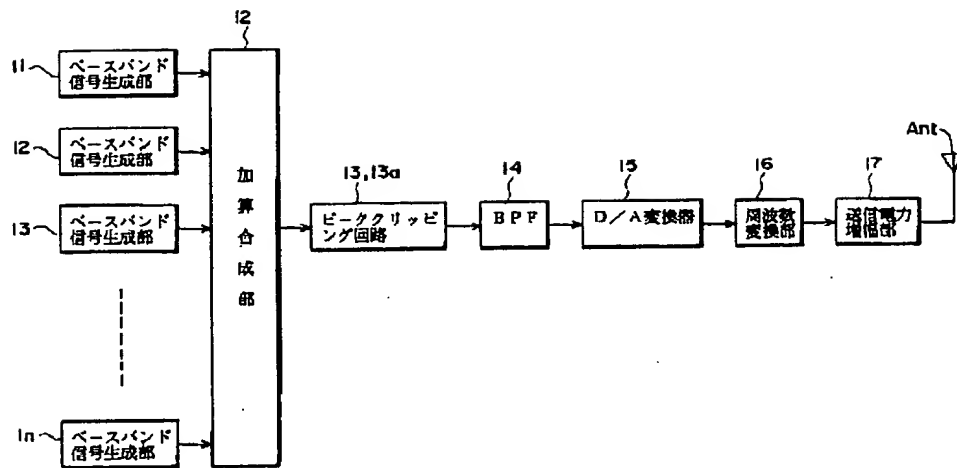 12
11
ベースバンド
信号生成部
12
ベースバンド
信号生成部
13
ベースバンド
信号生成部
1n
ベースバンド
信号生成部
加算合成部
13,13a
ピーククリッピ
ング回路
14
BPF
15
D/A変換器
16
周波数
変換部
17
送信電力
増幅部
Ant